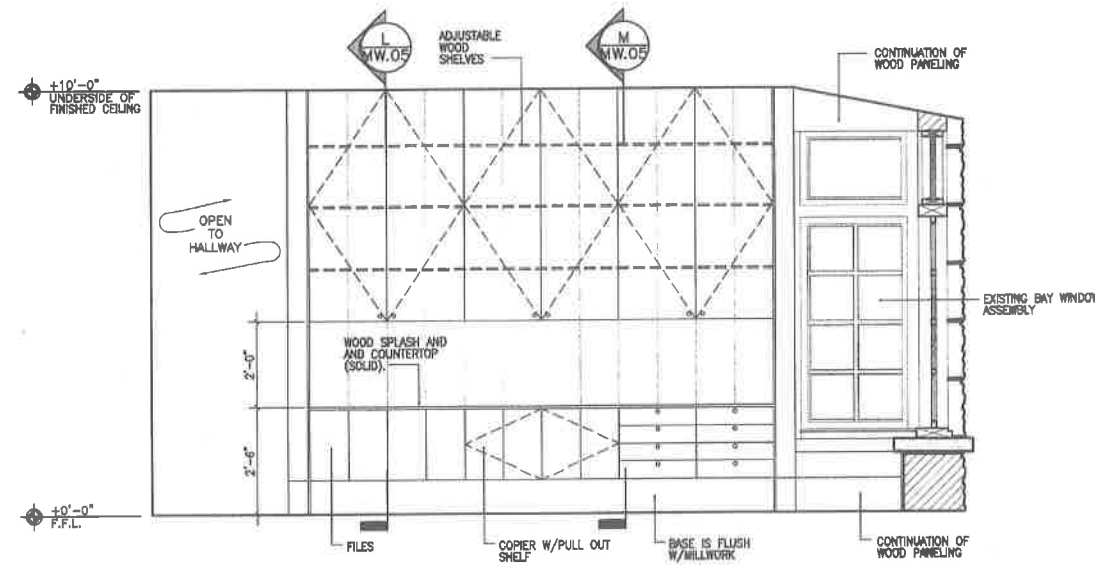 L
MW.05
ADJUSTABLE
WOOD
SHELVES
M
MW.05
CONTINUATION OF
WOOD PANELING
+10'-0"
UNDERSIDE OF
FINISHED CEILING
OPEN
TO
HALLWAY
EXISTING BAY WINDOW
ASSEMBLY
2'-0"
WOOD SPLASH AND
AND COUNTERTOP
(SOLID).
2'-6"
+0'-0"
F.F.L.
FILES
COPIER W/PULL OUT
SHELF
BASE IS FLUSH
W/MILLWORK
CONTINUATION OF
WOOD PANELING